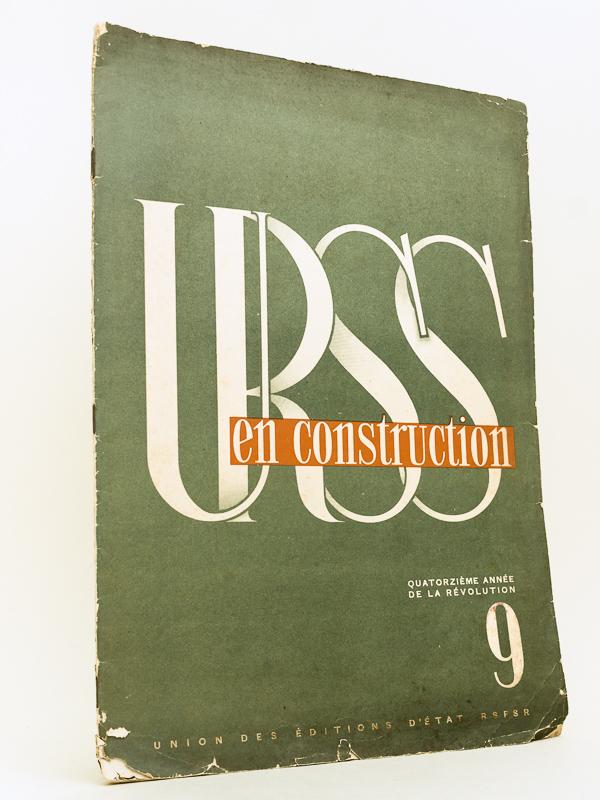 URSS
en construction
QUATORZIÈME ANNÉE
DE LA RÉVOLUTION
9
UNION DES ÉDITIONS D'ÉTAT RSFSR